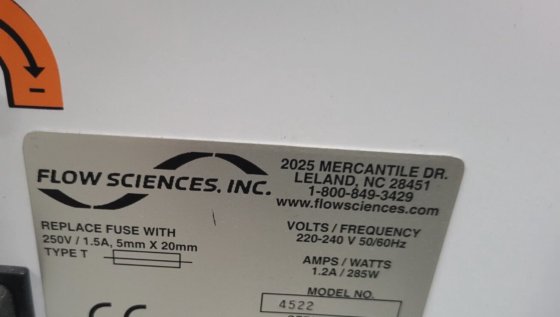 FLOW SCIENCES, INC.
2025 MERCANTILE DR.
LELAND, NC 28451
1-800-849-3429
www.flowsciences.com
REPLACE FUSE WITH
250V / 1.5A, 5mm X 20mm
TYPE T
VOLTS / FREQUENCY
220-240 V 50/60Hz
AMPS / WATTS
1.2A / 285W
MODEL NO.
4522
CE